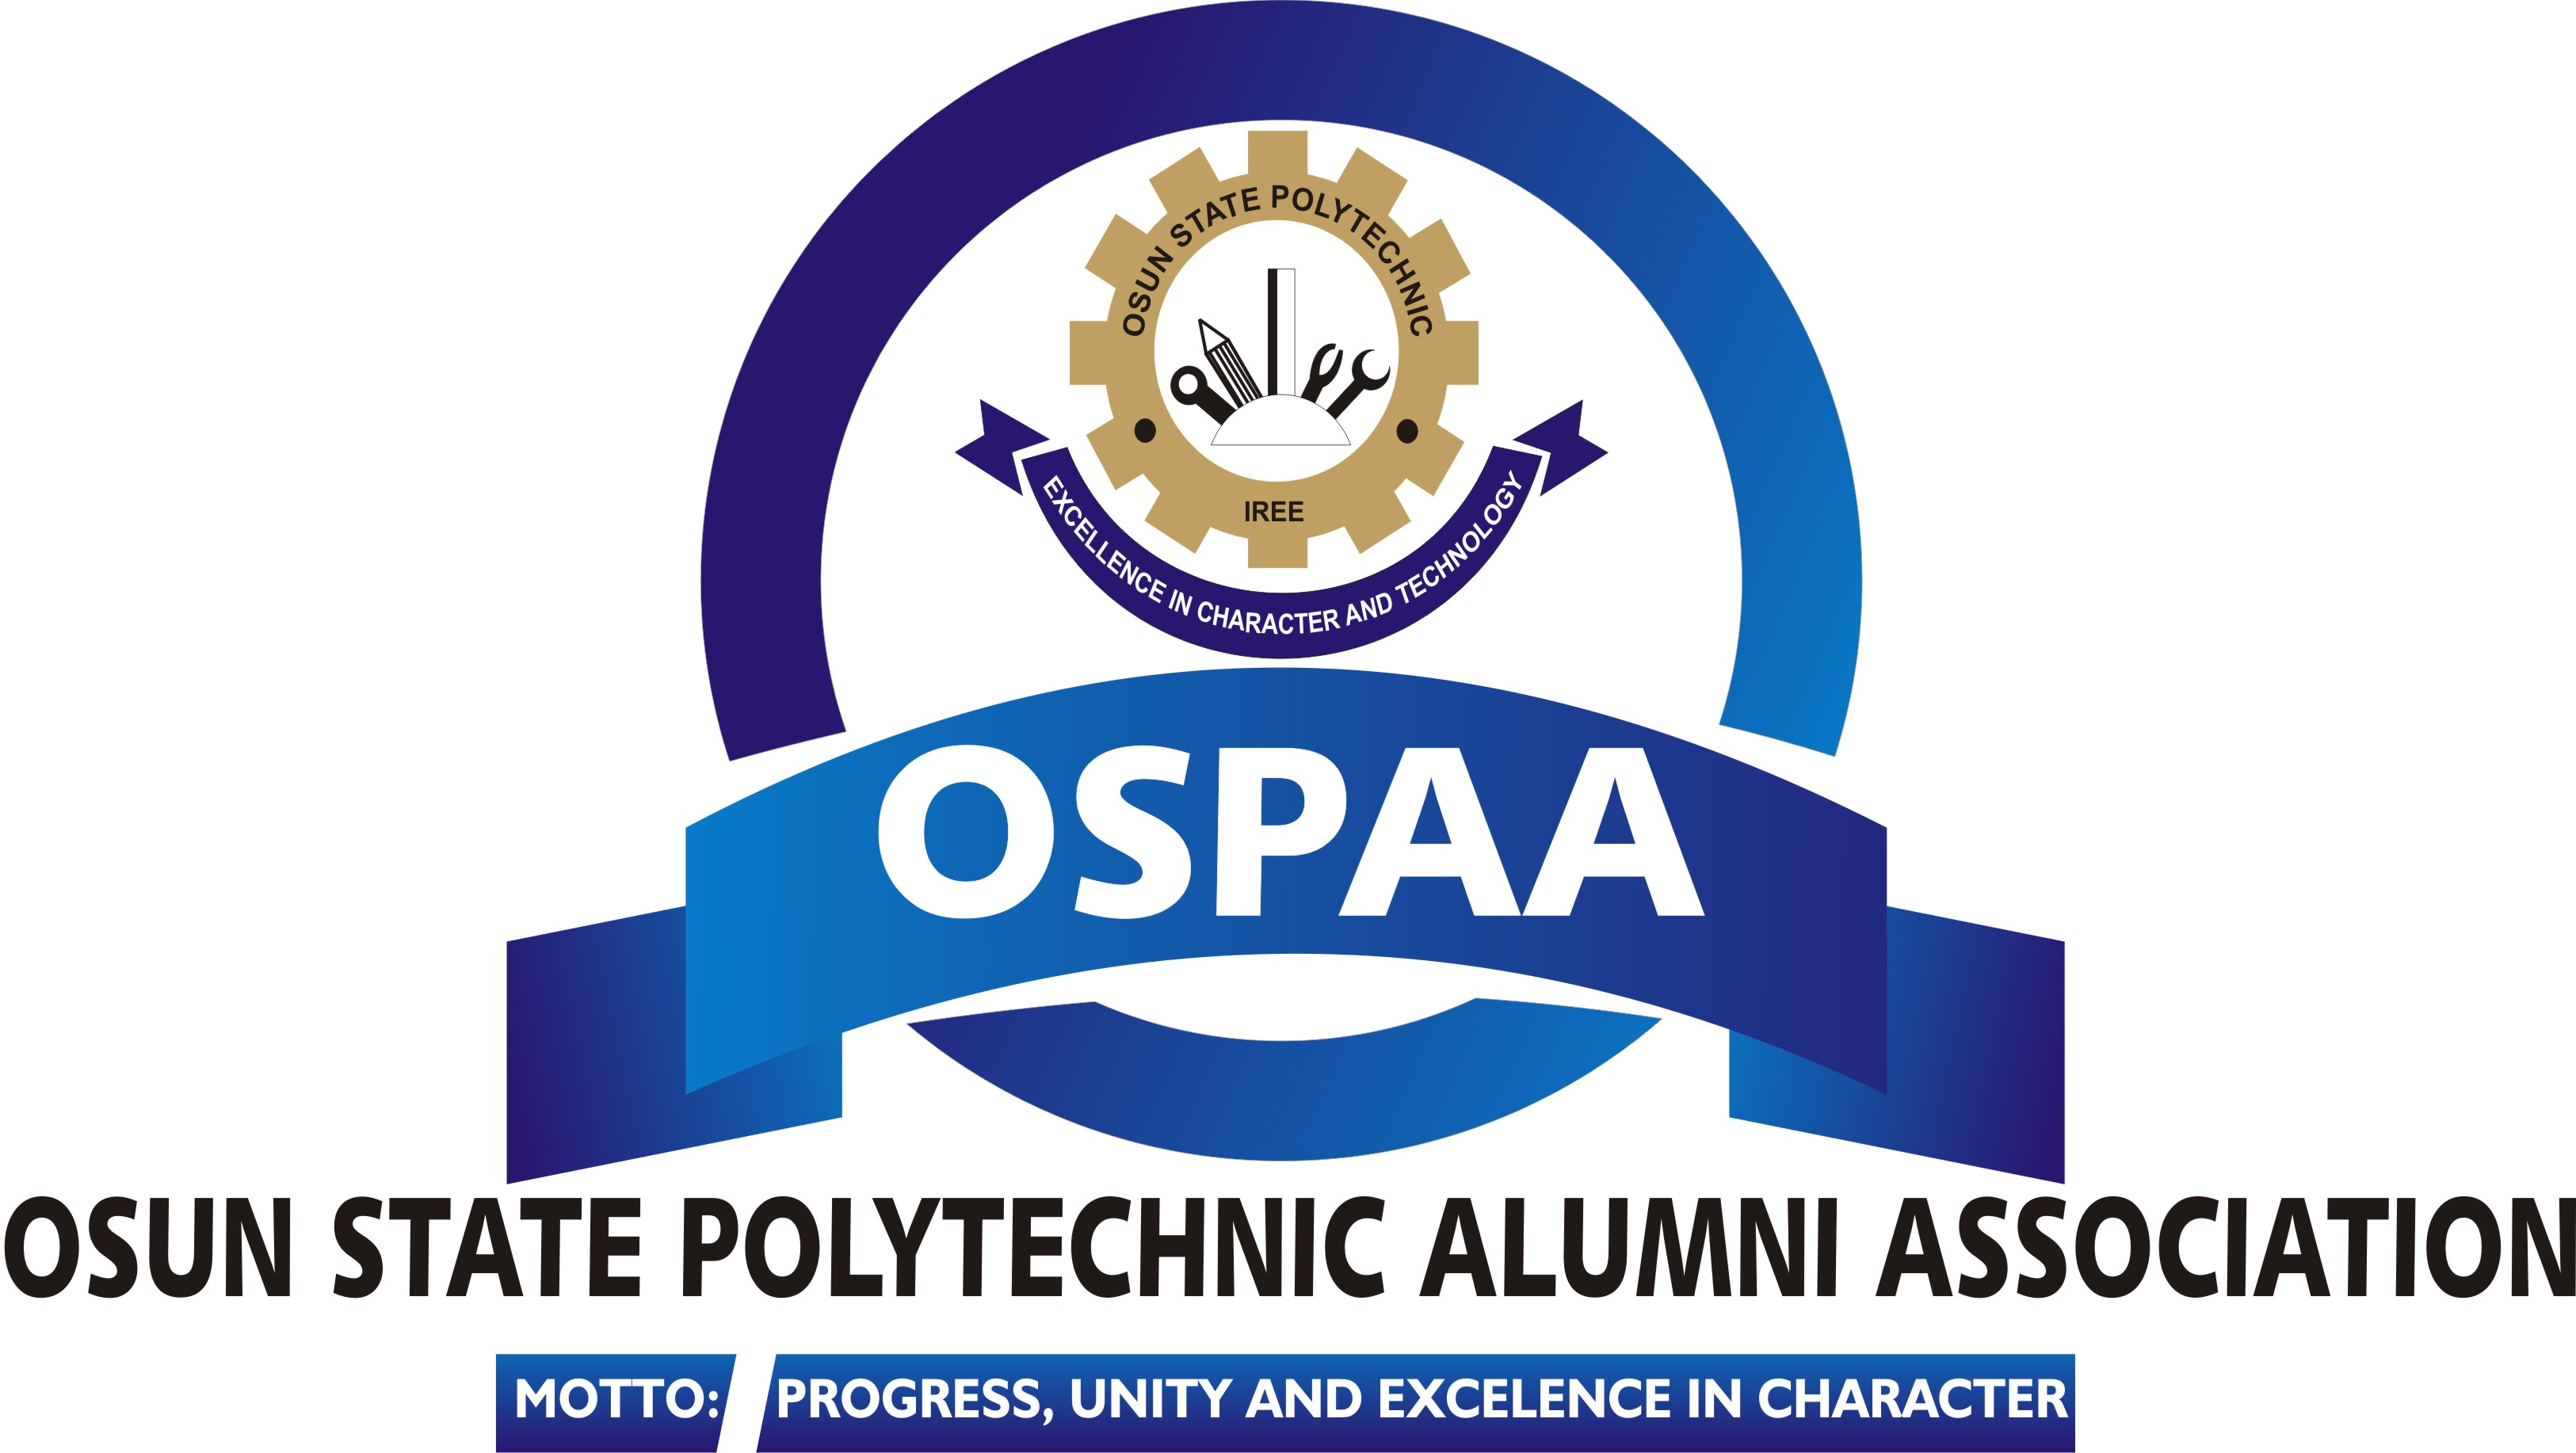 OSUN STATE POLYTECHNIC
IREE
EXCELLENCE IN CHARACTER AND TECHNOLOGY
OSPAA
OSUN STATE POLYTECHNIC ALUMNI ASSOCIATION
MOTTO: PROGRESS, UNITY AND EXCELENCE IN CHARACTER